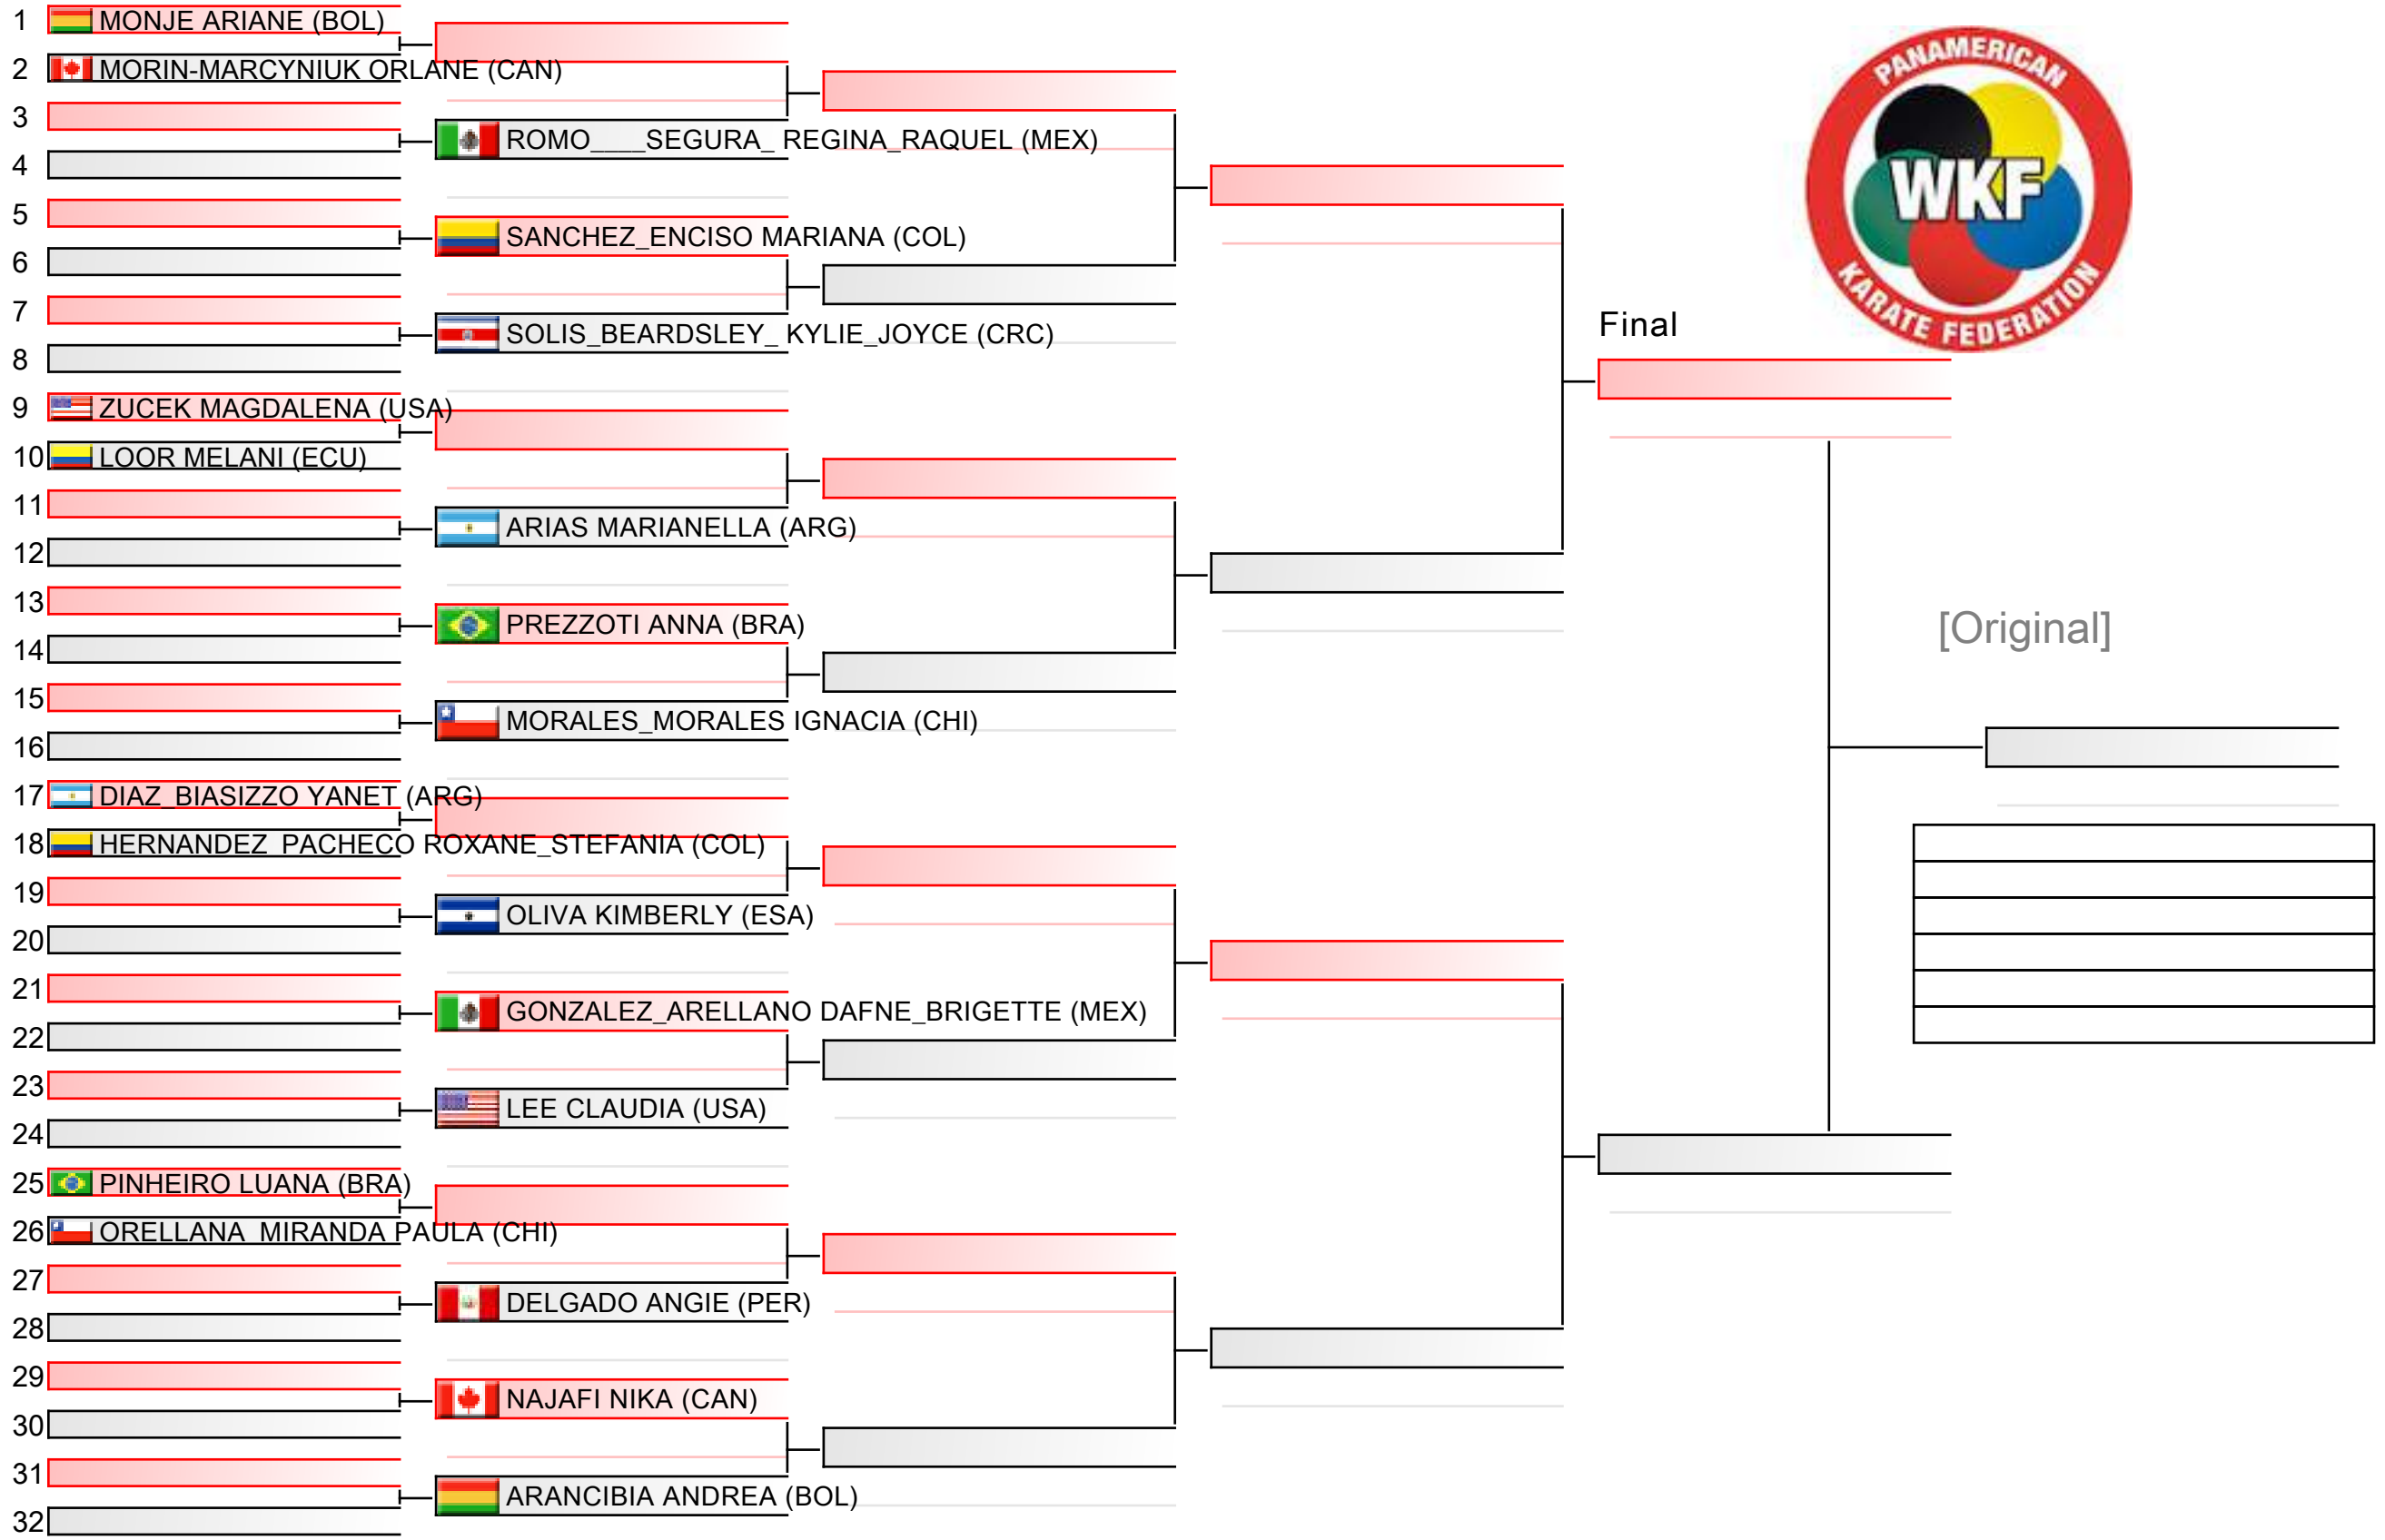 1 MONJE ARIANE (BOL)
2 MORIN-MARCYNIUK ORLANE (CAN)
3
ROMO____SEGURA_ REGINA_RAQUEL (MEX)
4
5
SANCHEZ_ENCISO MARIANA (COL)
6
7
SOLIS_BEARDSLEY_ KYLIE_JOYCE (CRC)
8
9 ZUCEK MAGDALENA (USA)
10 LOOR MELANI (ECU)
11
ARIAS MARIANELLA (ARG)
12
13
PREZZOTI ANNA (BRA)
14
15
MORALES_MORALES IGNACIA (CHI)
16
17 DIAZ_BIASIZZO YANET (ARG)
18 HERNANDEZ_PACHECO ROXANE_STEFANIA (COL)
19
OLIVA KIMBERLY (ESA)
20
21
GONZALEZ_ARELLANO DAFNE_BRIGETTE (MEX)
22
23
LEE CLAUDIA (USA)
24
25 PINHEIRO LUANA (BRA)
26 ORELLANA_MIRANDA PAULA (CHI)
27
DELGADO ANGIE (PER)
28
29
NAJAFI NIKA (CAN)
30
31
ARANCIBIA ANDREA (BOL)
32
Final
PANAMERICAN
WKF
KARATE FEDERATION
[Original]